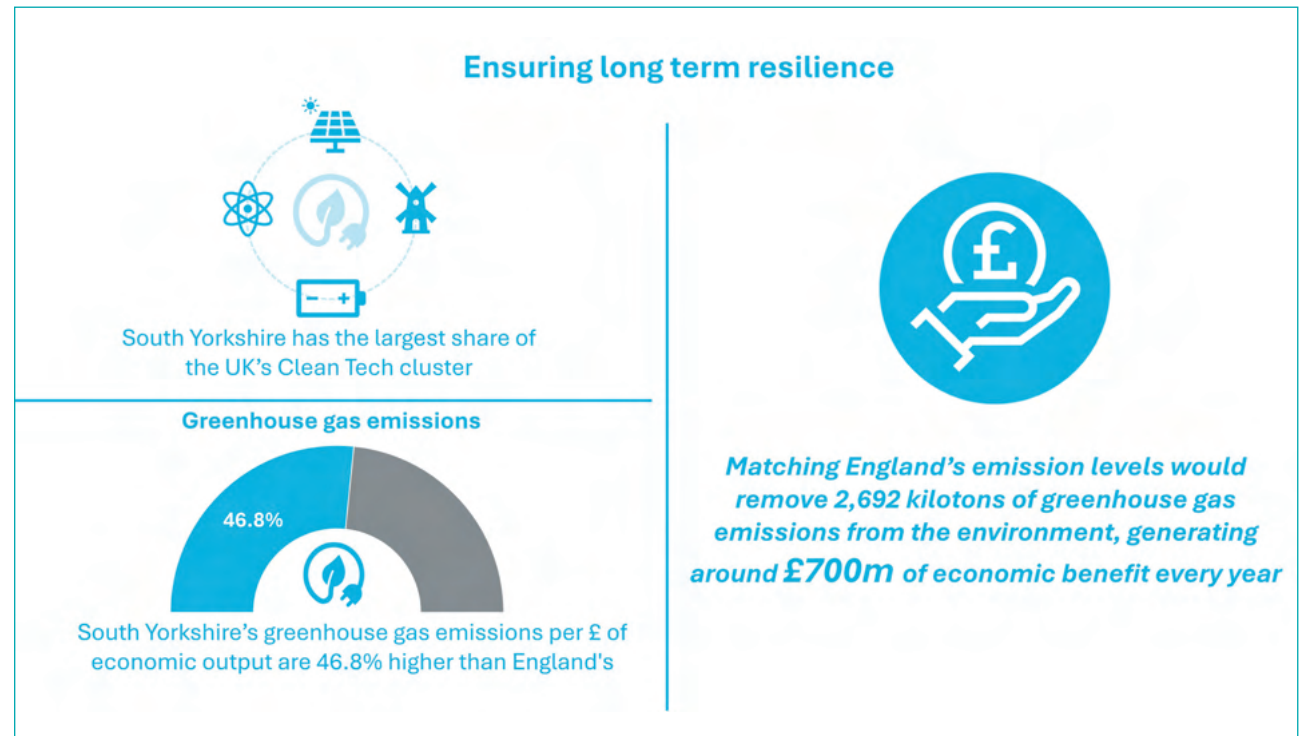 Ensuring long term resilience
South Yorkshire has the largest share of
the UK's Clean Tech cluster
Greenhouse gas emissions
46.8%
South Yorkshire's greenhouse gas emissions per £ of
economic output are 46.8% higher than England's
£
Matching England's emission levels would
remove 2,692 kilotons of greenhouse gas
emissions from the environment, generating
around £700m of economic benefit every year